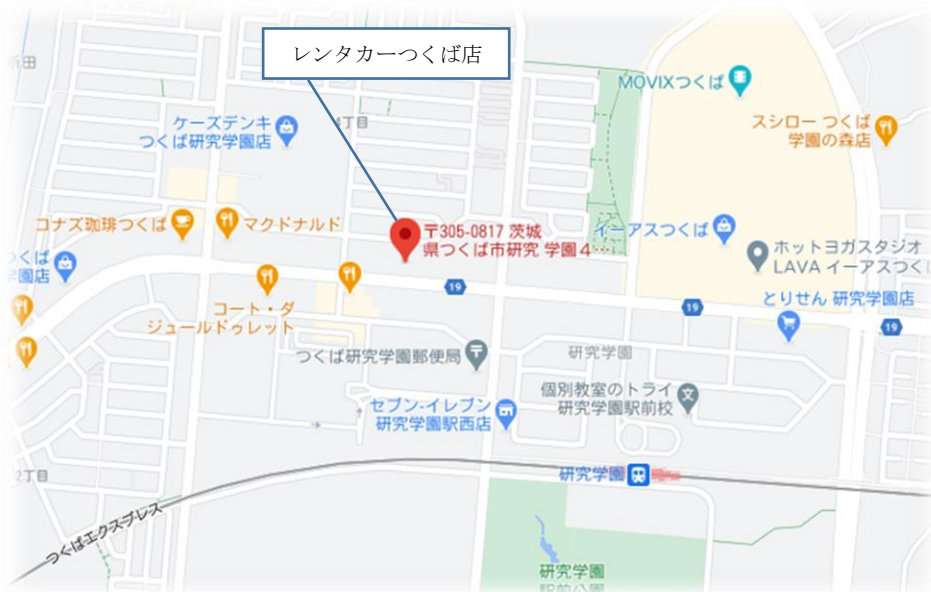 レンタカーつくば店
新田
MOVIXつくば
ケーズデンキ
つくば研究学園店
4丁目
スシロー つくば
学園の森店
コナズ珈琲つくば
マクドナルド
〒305-0817 茨城
県つくば市研究 学園４…
イーアスつくば
ホットヨガスタジオ
LAVA イーアスつく
つくば
学園店
19
19
19
とりせん 研究学園店
コート・ダ
ジュールドゥレット
つくば研究学園郵便局
研究学園
個別教室のトライ
研究学園駅前校
セブン-イレブン
研究学園駅西店
研究学園
2丁目
つくばエクスプレス
研究学園
駅前公園